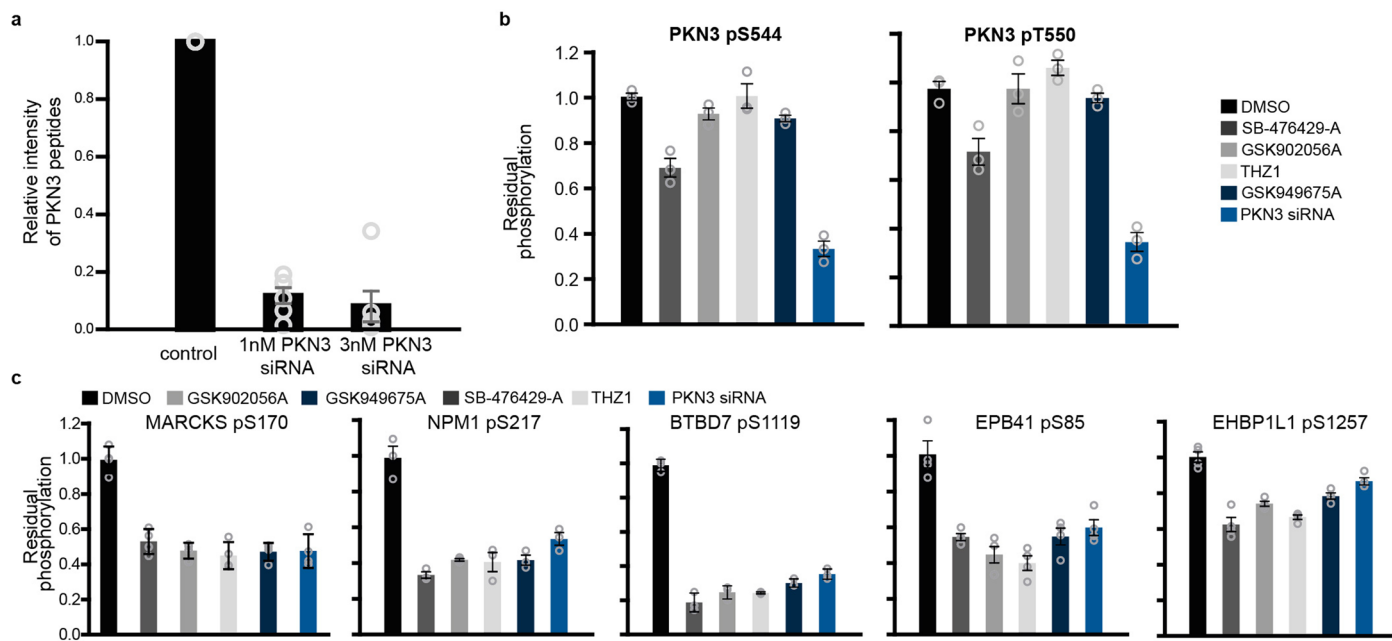 a
Relative intensity
of PKN3 peptides
1.0
0.8
0.6
0.4
0.2
0.0
control
1nM PKN3
siRNA
3nM PKN3
siRNA
b
PKN3 pS544
PKN3 pT550
Residual
phosphorylation
1.2
1.0
0.8
0.6
0.4
0.2
0.0
DMSO
SB-476429-A
GSK902056A
THZ1
GSK949675A
PKN3 siRNA
c
DMSO GSK902056A GSK949675A SB-476429-A THZ1 PKN3 siRNA
MARCKS pS170
NPM1 pS217
BTBD7 pS1119
EPB41 pS85
EHBP1L1 pS1257
Residual
phosphorylation
1.2
1.0
0.8
0.6
0.4
0.2
0.0